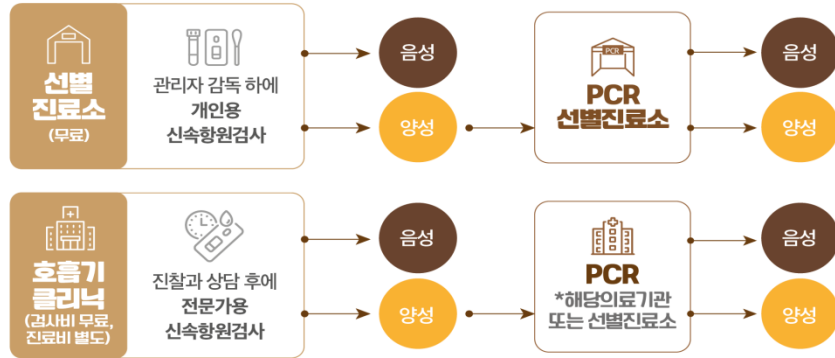 선별
진료소
(무료)
관리자 감독 하에
개인용
신속항원검사
음성
양성
PCR
PCR
선별진료소
음성
양성
호흡기
클리닉
(검사비 무료,
진료비 별도)
진찰과 상담 후에
전문가용
신속항원검사
음성
양성
PCR
*해당의료기관
또는 선별진료소
음성
양성